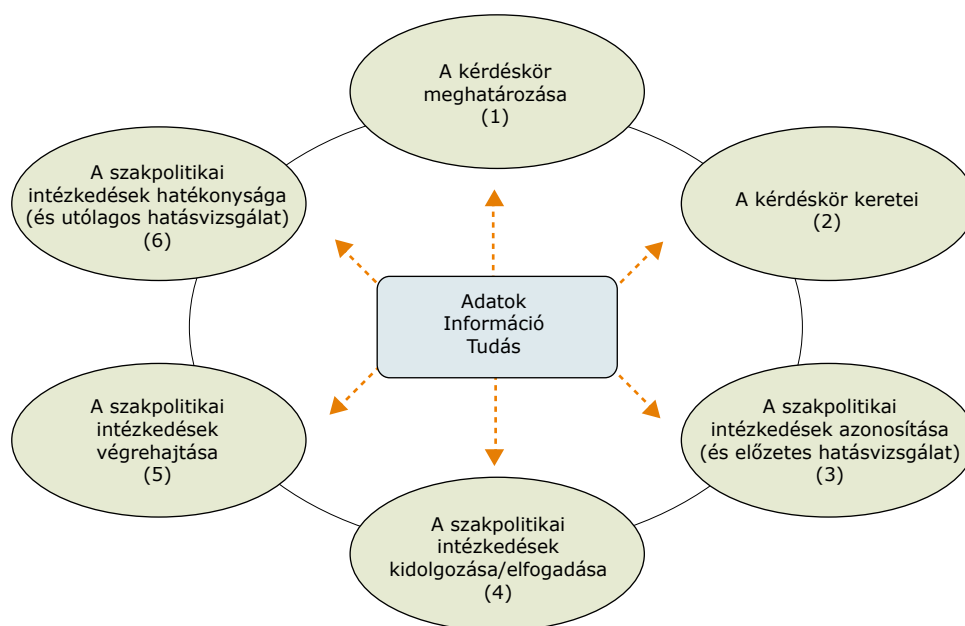 A kérdéskör
meghatározása
(1)
A kérdéskör keretei
(2)
A szakpolitikai
intézkedések azonosítása
(és előzetes hatásvizsgálat)
(3)
A szakpolitikai
intézkedések
kidolgozása/elfogadása
(4)
A szakpolitikai
intézkedések
végrehajtása
(5)
A szakpolitikai
intézkedések hatékonysága
(és utólagos hatásvizsgálat)
(6)
Adatok
Információ
Tudás